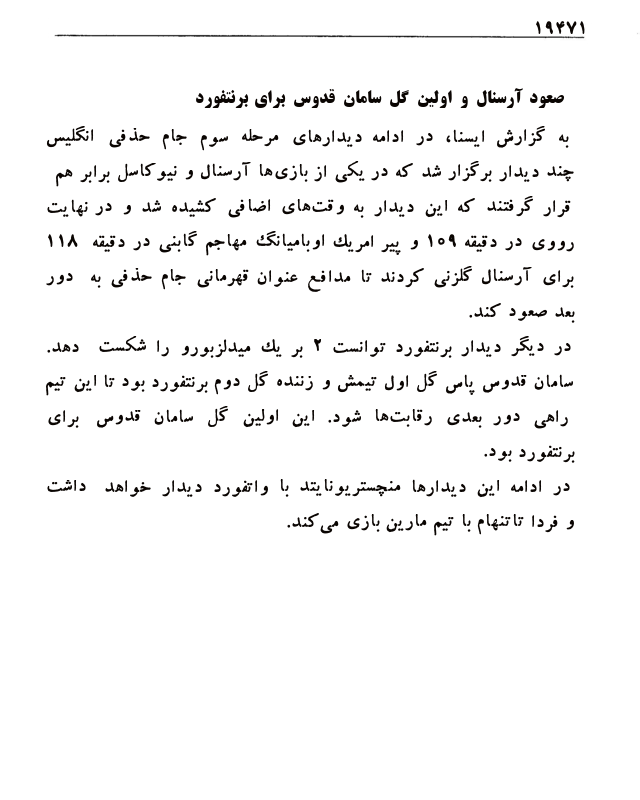 ۱۹۴۷۱
صعود آرسنال و اولین گل سامان قدوس برای برنتفورد
به گزارش ایسنا، در ادامه دیدارهای مرحله سوم جام حذفی انگلیس
چند دیدار برگزار شد که در یکی از بازی‌ها آرسنال و نیوکاسل برابر هم
قرار گرفتند که این دیدار به وقت‌های اضافی کشیده شد و در نهایت
رووی در دقیقه ۱۰۹ و پیر امریك اوبامیانگ مهاجم گابنی در دقیقه ۱۱۸
برای آرسنال گلزنی کردند تا مدافع عنوان قهرمانی جام حذفی به دور
بعد صعود کند.
در دیگر دیدار برنتفورد توانست ۲ بر یك میدلزبورو را شکست دهد.
سامان قدوس پاس گل اول تیمش و زننده گل دوم برنتفورد بود تا این تیم
راهی دور بعدی رقابت‌ها شود. این اولین گل سامان قدوس برای
برنتفورد بود.
در ادامه این دیدارها منچستریونایتد با واتفورد دیدار خواهد داشت
و فردا تاتنهام با تیم مارین بازی می‌کند.